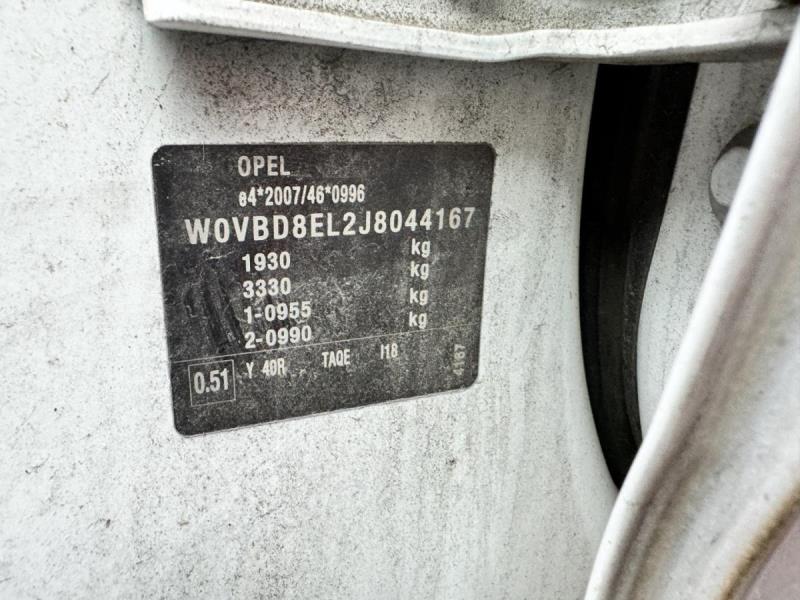 OPEL
e4*2007/46*0996
W0VBD8EL2J8044167
1930 kg
3330 kg
1-0955 kg
2-0990 kg
0.51 Y 40R TAQE I18
4167